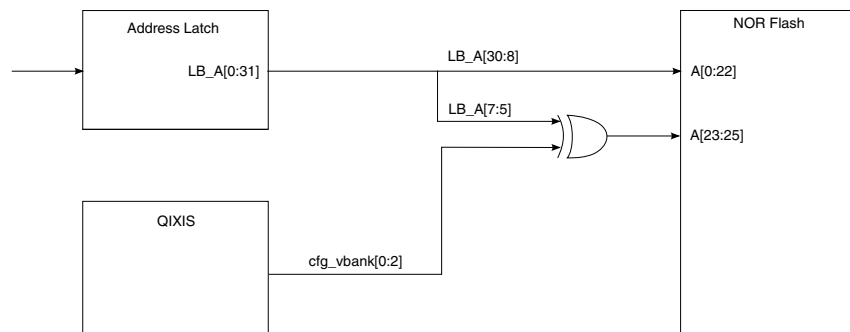 Address Latch
NOR Flash
LB_A[0:31]
LB_A[30:8]
A[0:22]
LB_A[7:5]
A[23:25]
QIXIS
cfg_vbank[0:2]